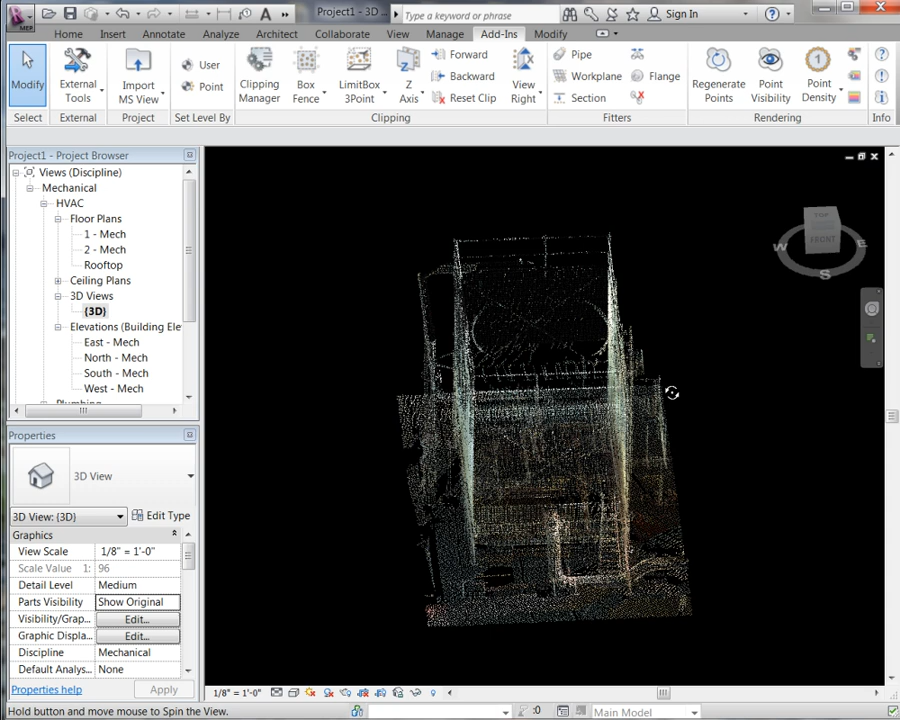 MEP
Project1 - 3D ...
Type a keyword or phrase
Sign In
Home Insert Annotate Analyze Architect Collaborate View Manage Add-Ins Modify
Modify
External Tools
Import MS View
User
Point
Clipping Manager
Box Fence
LimitBox 3Point
Z Axis
Forward
Backward
Reset Clip
View Right
Pipe
Workplane
Section
Flange
Regenerate Points
Point Visibility
Point Density
Select External Project Set Level By Clipping Fitters Rendering Info
Project1 - Project Browser
Views (Discipline)
Mechanical
HVAC
Floor Plans
1 - Mech
2 - Mech
Rooftop
Ceiling Plans
3D Views
{3D}
Elevations (Building Ele
East - Mech
North - Mech
South - Mech
West - Mech
Plumbing
Properties
3D View
3D View: {3D}
Edit Type
Graphics
View Scale 1/8" = 1'-0"
Scale Value 1: 96
Detail Level Medium
Parts Visibility Show Original
Visibility/Grap... Edit...
Graphic Displa... Edit...
Discipline Mechanical
Default Analys... None
Properties help Apply
TOP
FRONT
W E
S
1/8" = 1'-0"
Hold button and move mouse to Spin the View.
:0
Main Model